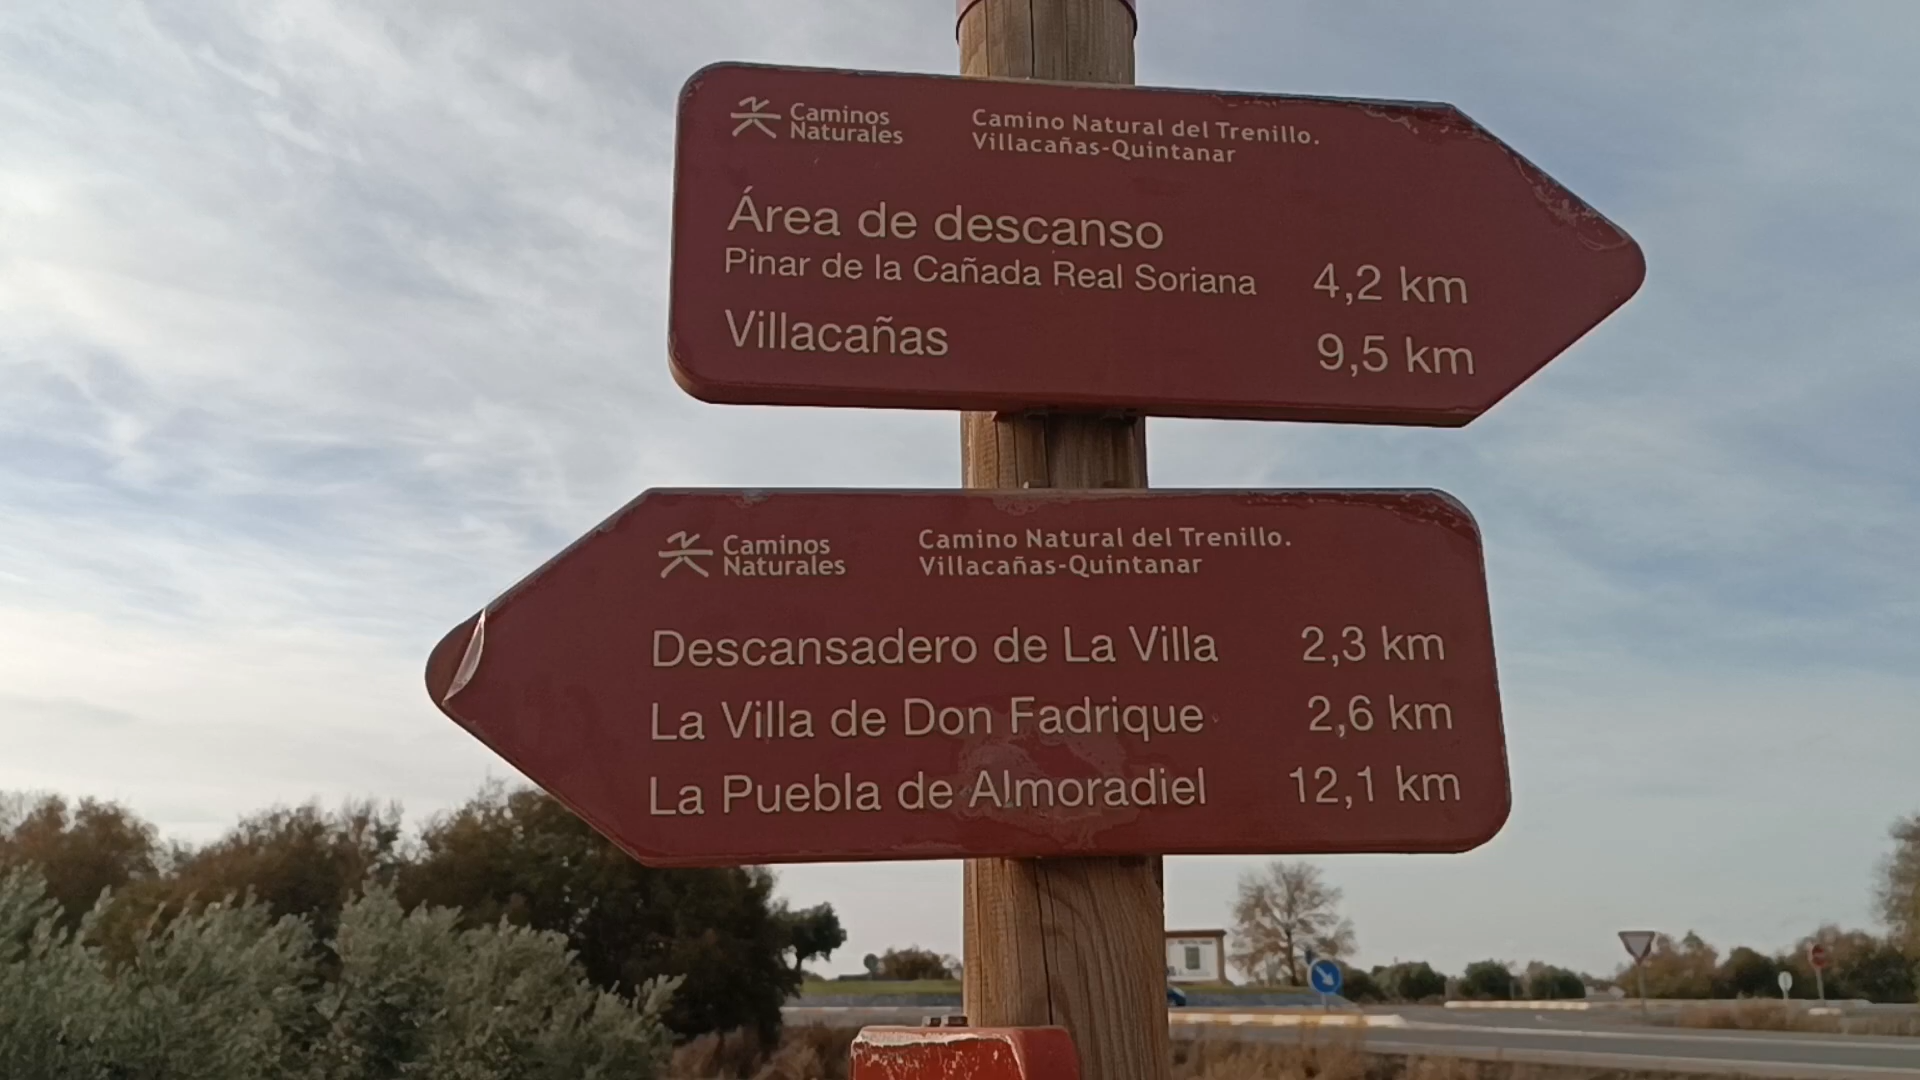 Caminos
Naturales
Camino Natural del Trenillo.
Villacañas-Quintanar
Área de descanso
Pinar de la Cañada Real Soriana 4,2 km
Villacañas 9,5 km
Caminos
Naturales
Camino Natural del Trenillo.
Villacañas-Quintanar
Descansadero de La Villa 2,3 km
La Villa de Don Fadrique 2,6 km
La Puebla de Almoradiel 12,1 km